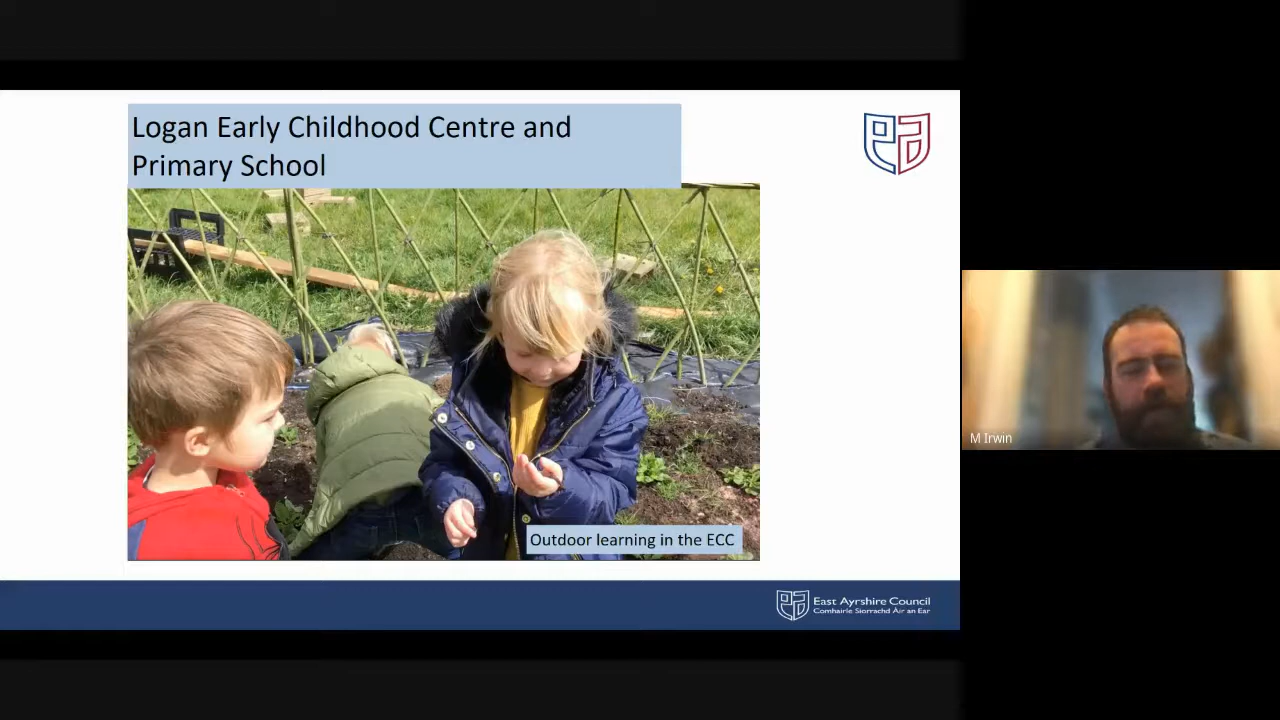 Logan Early Childhood Centre and
Primary School
Outdoor learning in the ECC
M Irwin
East Ayrshire Council
Comhairle Siorrachd Àir an Ear